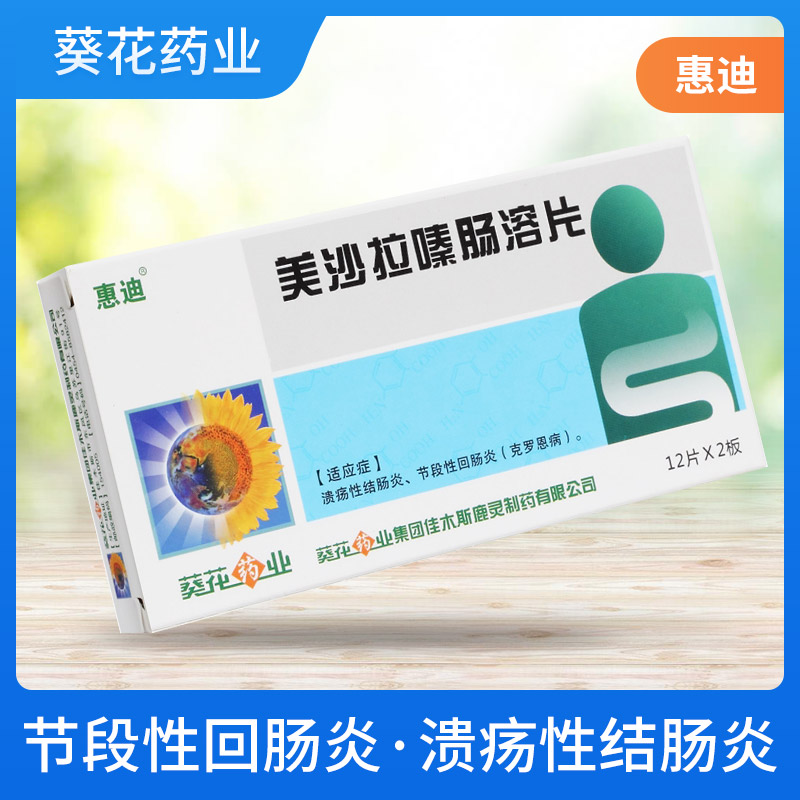 葵花药业
惠迪
惠迪®
美沙拉嗪肠溶片
【适应症】
溃疡性结肠炎、节段性回肠炎(克罗恩病)。
12片X2板
葵花药业
葵花药业集团佳木斯鹿灵制药有限公司
节段性回肠炎·溃疡性结肠炎